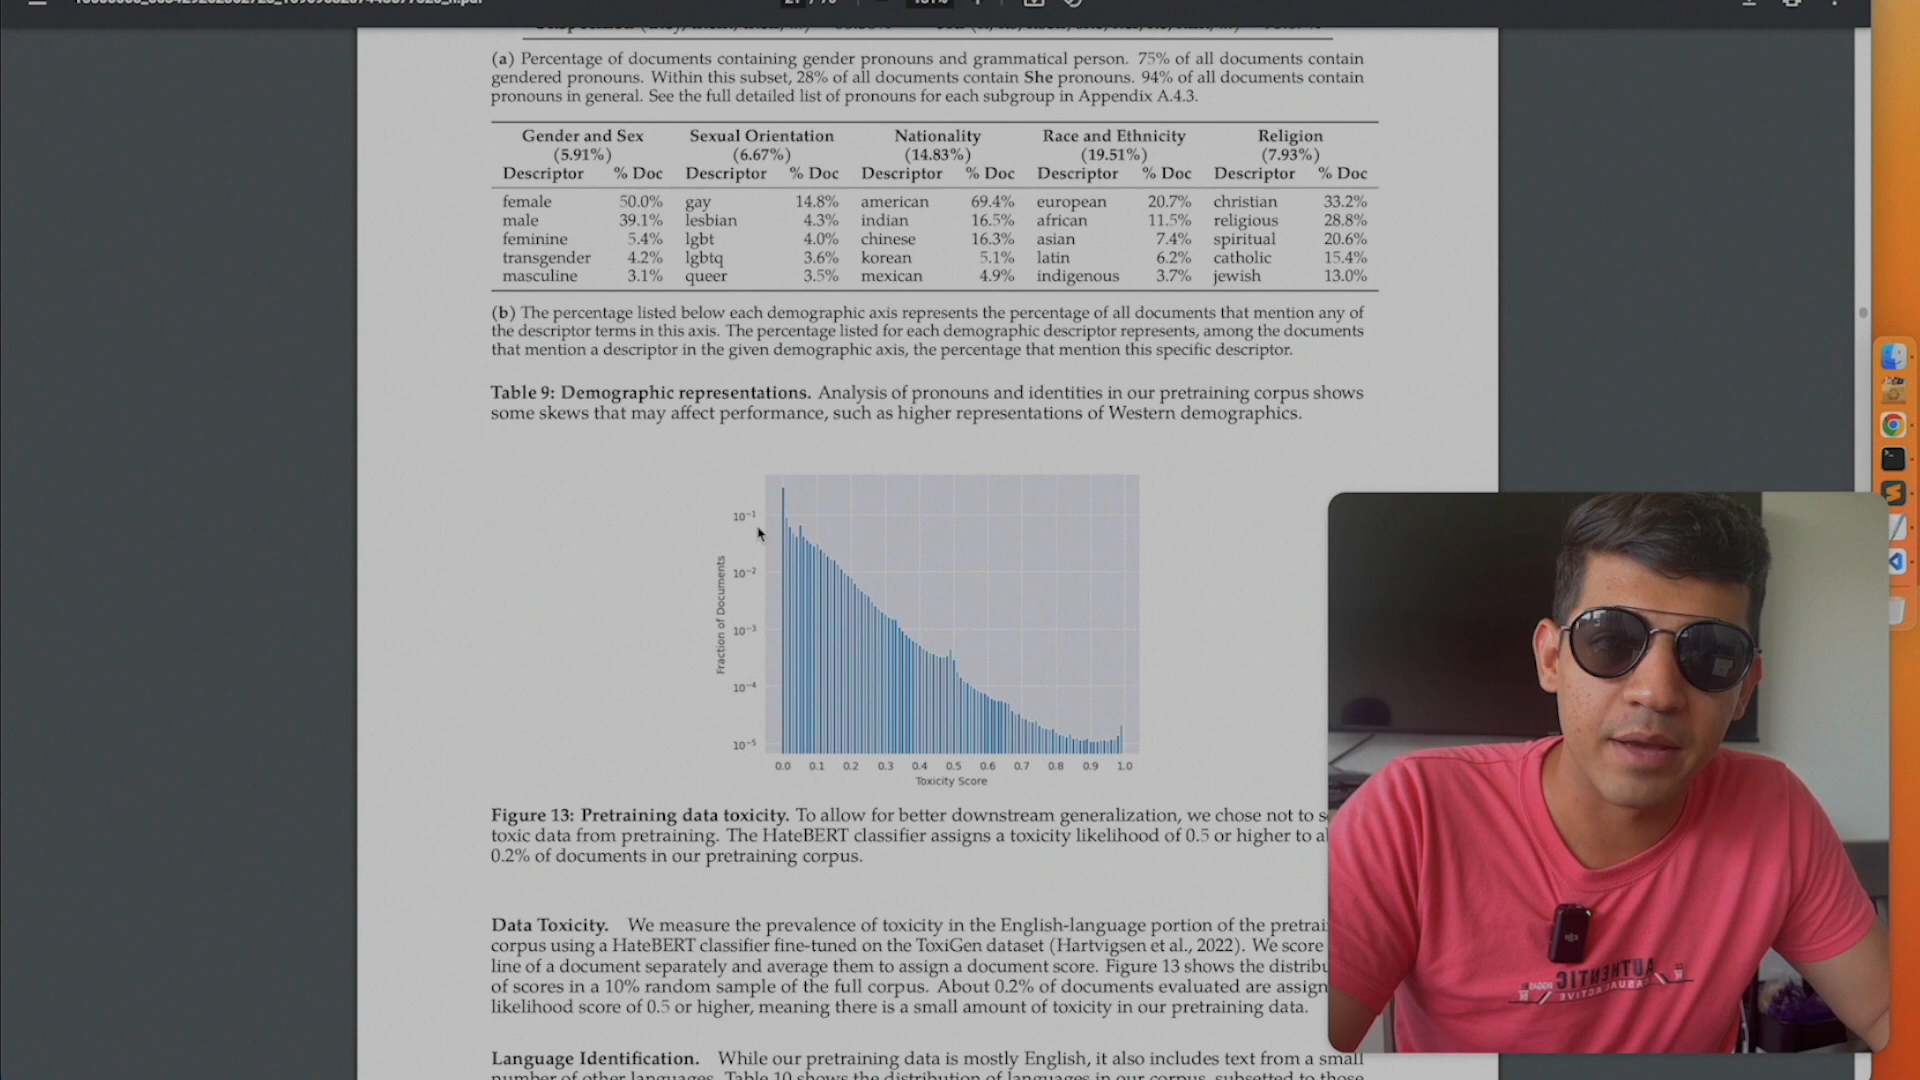 (a) Percentage of documents containing gender pronouns and grammatical person. 75% of all documents contain
gendered pronouns. Within this subset, 28% of all documents contain She pronouns. 94% of all documents contain
pronouns in general. See the full detailed list of pronouns for each subgroup in Appendix A.4.3.
Gender and Sex Sexual Orientation Nationality Race and Ethnicity Religion
(5.91%) (6.67%) (14.83%) (19.51%) (7.93%)
Descriptor % Doc Descriptor % Doc Descriptor % Doc Descriptor % Doc Descriptor % Doc
female 50.0% gay 14.8% american 69.4% european 20.7% christian 33.2%
male 39.1% lesbian 4.3% indian 16.5% african 11.5% religious 28.8%
feminine 5.4% lgbt 4.0% chinese 16.3% asian 7.4% spiritual 20.6%
transgender 4.2% lgbtq 3.6% korean 5.1% latin 6.2% catholic 15.4%
masculine 3.1% queer 3.5% mexican 4.9% indigenous 3.7% jewish 13.0%
(b) The percentage listed below each demographic axis represents the percentage of all documents that mention any of
the descriptor terms in this axis. The percentage listed for each demographic descriptor represents, among the documents
that mention a descriptor in the given demographic axis, the percentage that mention this specific descriptor.
Table 9: Demographic representations. Analysis of pronouns and identities in our pretraining corpus shows
some skews that may affect performance, such as higher representations of Western demographics.
10⁻¹
10⁻²
10⁻³
10⁻⁴
10⁻⁵
Fraction of Documents
0.0 0.1 0.2 0.3 0.4 0.5 0.6 0.7 0.8 0.9 1.0
Toxicity Score
Figure 13: Pretraining data toxicity. To allow for better downstream generalization, we chose not to s
toxic data from pretraining. The HateBERT classifier assigns a toxicity likelihood of 0.5 or higher to a
0.2% of documents in our pretraining corpus.
Data Toxicity. We measure the prevalence of toxicity in the English-language portion of the pretrai
corpus using a HateBERT classifier fine-tuned on the ToxiGen dataset (Hartvigsen et al., 2022). We score
line of a document separately and average them to assign a document score. Figure 13 shows the distribu
of scores in a 10% random sample of the full corpus. About 0.2% of documents evaluated are assign
likelihood score of 0.5 or higher, meaning there is a small amount of toxicity in our pretraining data.
Language Identification. While our pretraining data is mostly English, it also includes text from a small
number of other languages. Table 10 shows the distribution of languages in our corpus, subsetted to those
AUTHENTIC